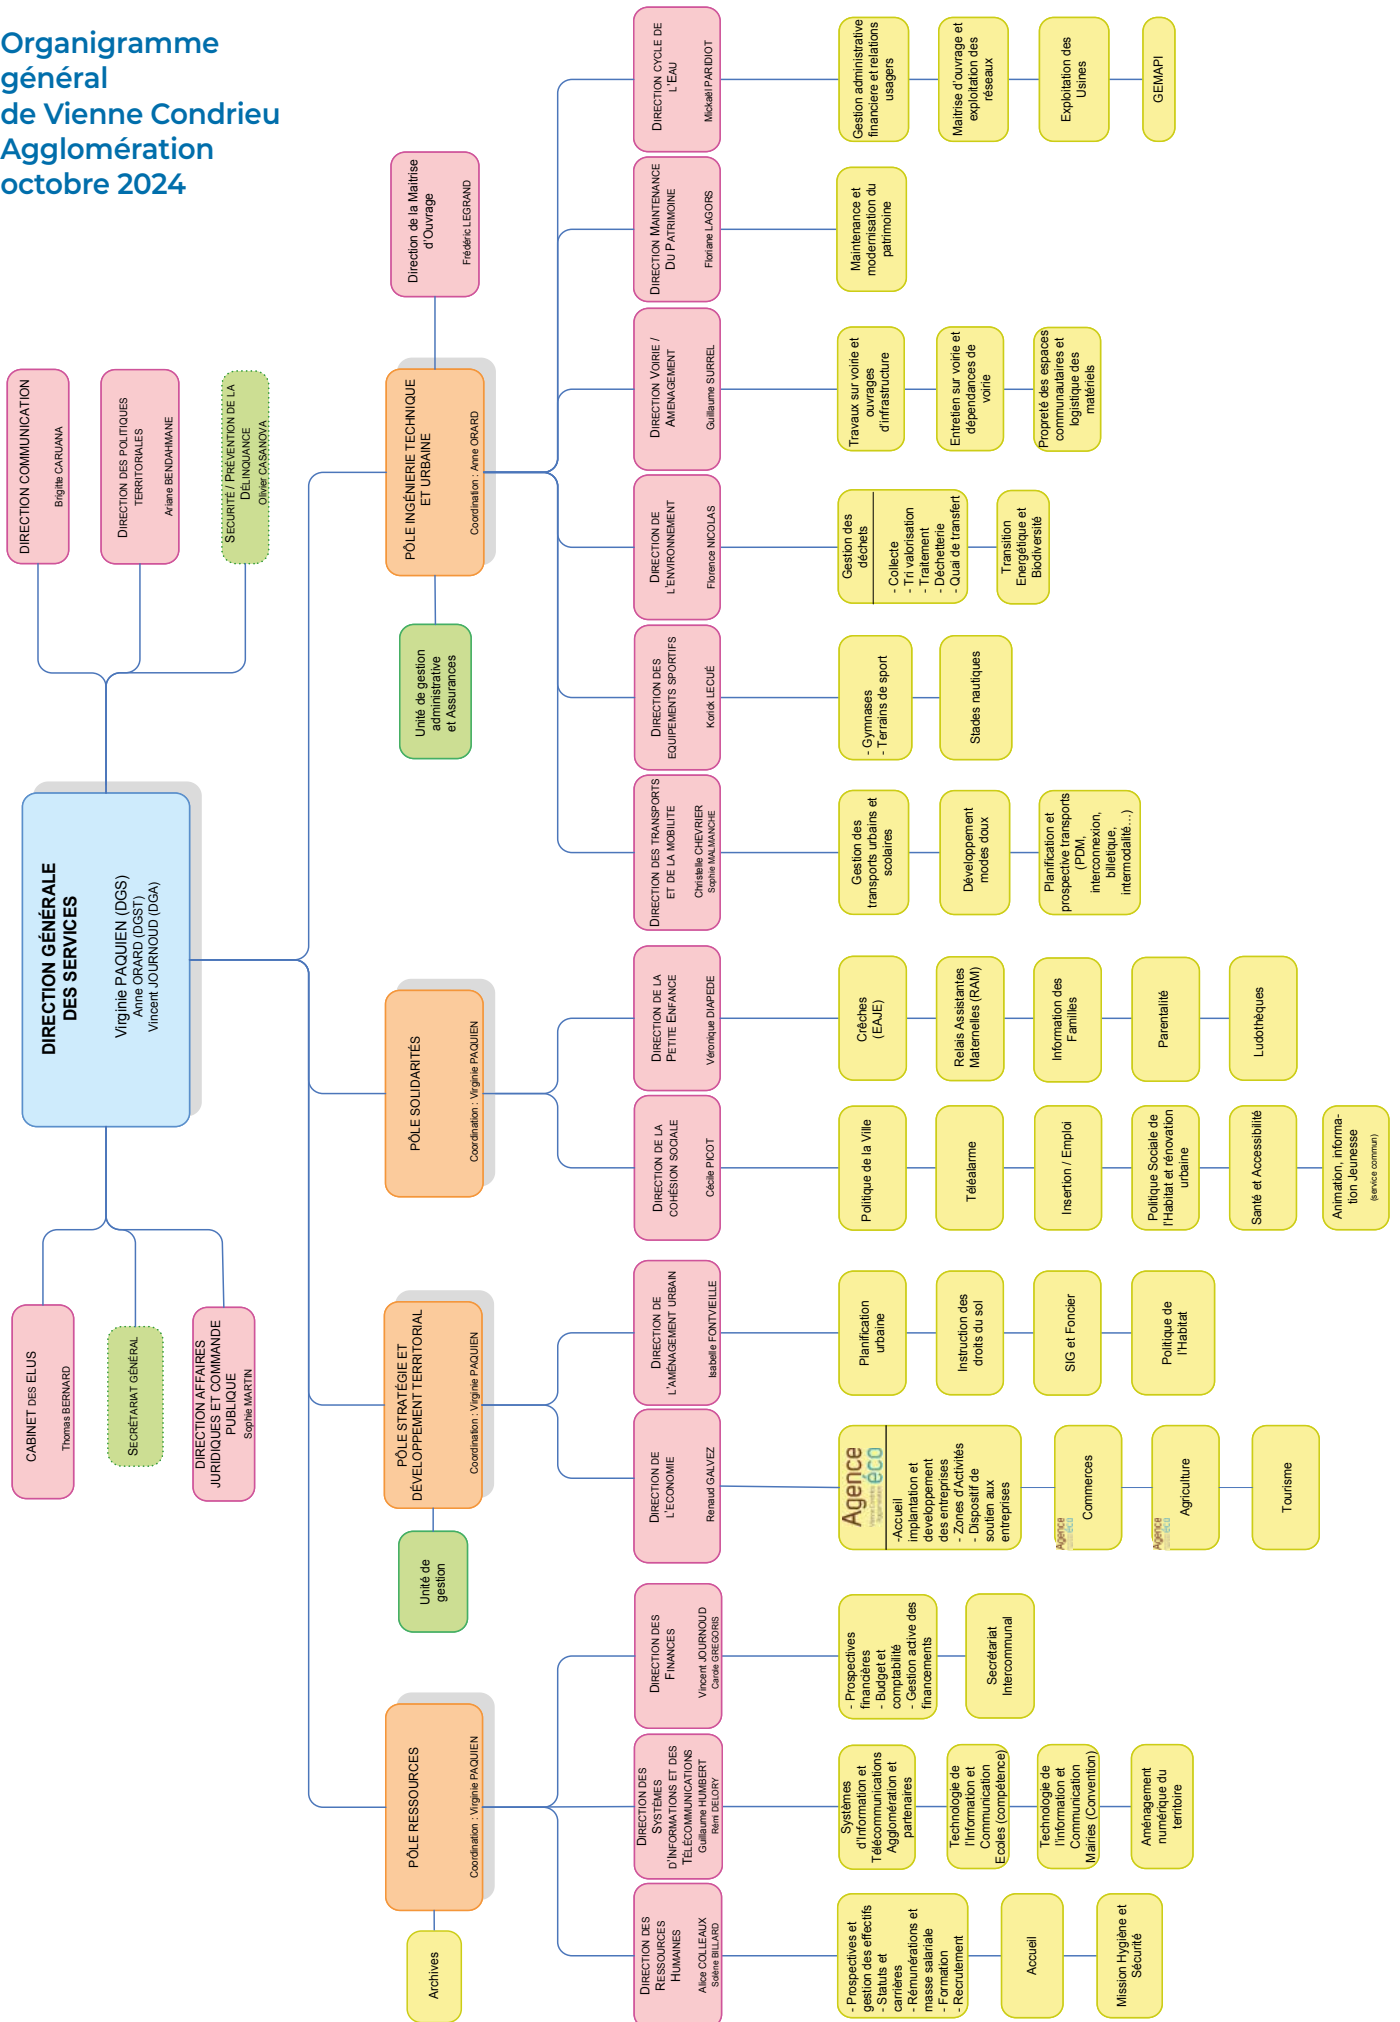 Organigramme
général
de Vienne Condrieu
Agglomération
octobre 2024
DIRECTION GÉNÉRALE
DES SERVICES
Virginie PAQUIEN (DGS)
Anne ORARD (DGST)
Vincent JOURNOUD (DGA)
CABINET DES ELUS
Thomas BERNARD
SECRÉTARIAT GÉNÉRAL
DIRECTION AFFAIRES
JURIDIQUES ET COMMANDE
PUBLIQUE
Sophie MARTIN
DIRECTION COMMUNICATION
Brigitte CARUANA
DIRECTION DES POLITIQUES
TERRITORIALES
Ariane BENDAHMANE
SECURITÉ / PRÉVENTION DE LA
DÉLINQUANCE
Olivier CASANOVA
PÔLE RESSOURCES
Coordination : Virginie PAQUIEN
Archives
PÔLE STRATÉGIE ET
DÉVELOPPEMENT TERRITORIAL
Coordination : Virginie PAQUIEN
Unité de
gestion
PÔLE SOLIDARITÉS
Coordination : Virginie PAQUIEN
PÔLE INGÉNIERIE TECHNIQUE
ET URBAINE
Coordination : Anne ORARD
Unité de gestion
administrative
et Assurances
Direction de la Maitrise
d'Ouvrage
Frédéric LEGRAND
DIRECTION DES
RESSOURCES
HUMAINES
Alice COLLEAUX
Solène BILLARD
- Prospectives et
gestion des effectifs
- Statuts et
carrières
- Rémunérations et
masse salariale
- Formation
- Recrutement
Accueil
Mission Hygiène et
Sécurité
DIRECTION DES
SYSTÈMES
D'INFORMATIONS ET DES
TÉLÉCOMMUNICATIONS
Guillaume HUMBERT
Rémi DELORY
Systèmes
d'Information et
Télécommunications
Agglomération et
partenaires
Technologie de
l'Information et
Communication
Ecoles (compétence)
Technologie de
l'information et
Communication
Mairies (Convention)
Aménagement
numérique du
territoire
DIRECTION DES
FINANCES
Vincent JOURNOUD
Carole GREGORIS
- Prospectives
financières
- Budget et
comptabilité
- Gestion active des
financements
Secrétariat
Intercommunal
DIRECTION DE
L'ECONOMIE
Renaud GALVEZ
Agence
éco
-Accueil
implantation et
developpement
des entreprises
- Zones d'Activités
- Dispositif de
soutien aux
entreprises
Agence
éco
Commerces
Agence
éco
Agriculture
Tourisme
DIRECTION DE
L'AMÉNAGEMENT URBAIN
Isabelle FONTVIEILLE
Planification
urbaine
Instruction des
droits du sol
SIG et Foncier
Politique de
l'Habitat
DIRECTION DE LA
COHÉSION SOCIALE
Cécile PICOT
Politique de la Ville
Téléalarme
Insertion / Emploi
Politique Sociale de
l'Habitat et rénovation
urbaine
Santé et Accessibilité
Animation, informa-
tion Jeunesse
(service commun)
DIRECTION DE LA
PETITE ENFANCE
Véronique DIAPEDE
Crêches
(EAJE)
Relais Assistantes
Maternelles (RAM)
Information des
Familles
Parentalité
Ludothèques
DIRECTION DES TRANSPORTS
ET DE LA MOBILITE
Christelle CHEVRIER
Sophie MALMANCHE
Gestion des
transports urbains et
scolaires
Développement
modes doux
Planification et
prospective transports
(PDM,
interconnexion,
billetique,
intermodalité…)
DIRECTION DES
EQUIPEMENTS SPORTIFS
Korick LECUÉ
- Gymnases
- Terrains de sport
Stades nautiques
DIRECTION DE
L'ENVIRONNEMENT
Florence NICOLAS
Gestion des
déchets
- Collecte
- Tri valorisation
- Traitement
- Déchetterie
- Quai de transfert
Transition
Energétique et
Biodiversité
DIRECTION VOIRIE /
AMENAGEMENT
Guillaume SURREL
Travaux sur voirie et
ouvrages
d'infrastructure
Entretien sur voirie et
dépendances de
voirie
Propreté des espaces
communautaires et
logistique des
matériels
DIRECTION MAINTENANCE
DU PATRIMOINE
Floriane LAGORS
Maintenance et
modernisation du
patrimoine
DIRECTION CYCLE DE
L'EAU
Mickaël PARIDIOT
Gestion administrative
financiere et relations
usagers
Maitrise d'ouvrage et
exploitation des
réseaux
Exploitation des
Usines
GEMAPI